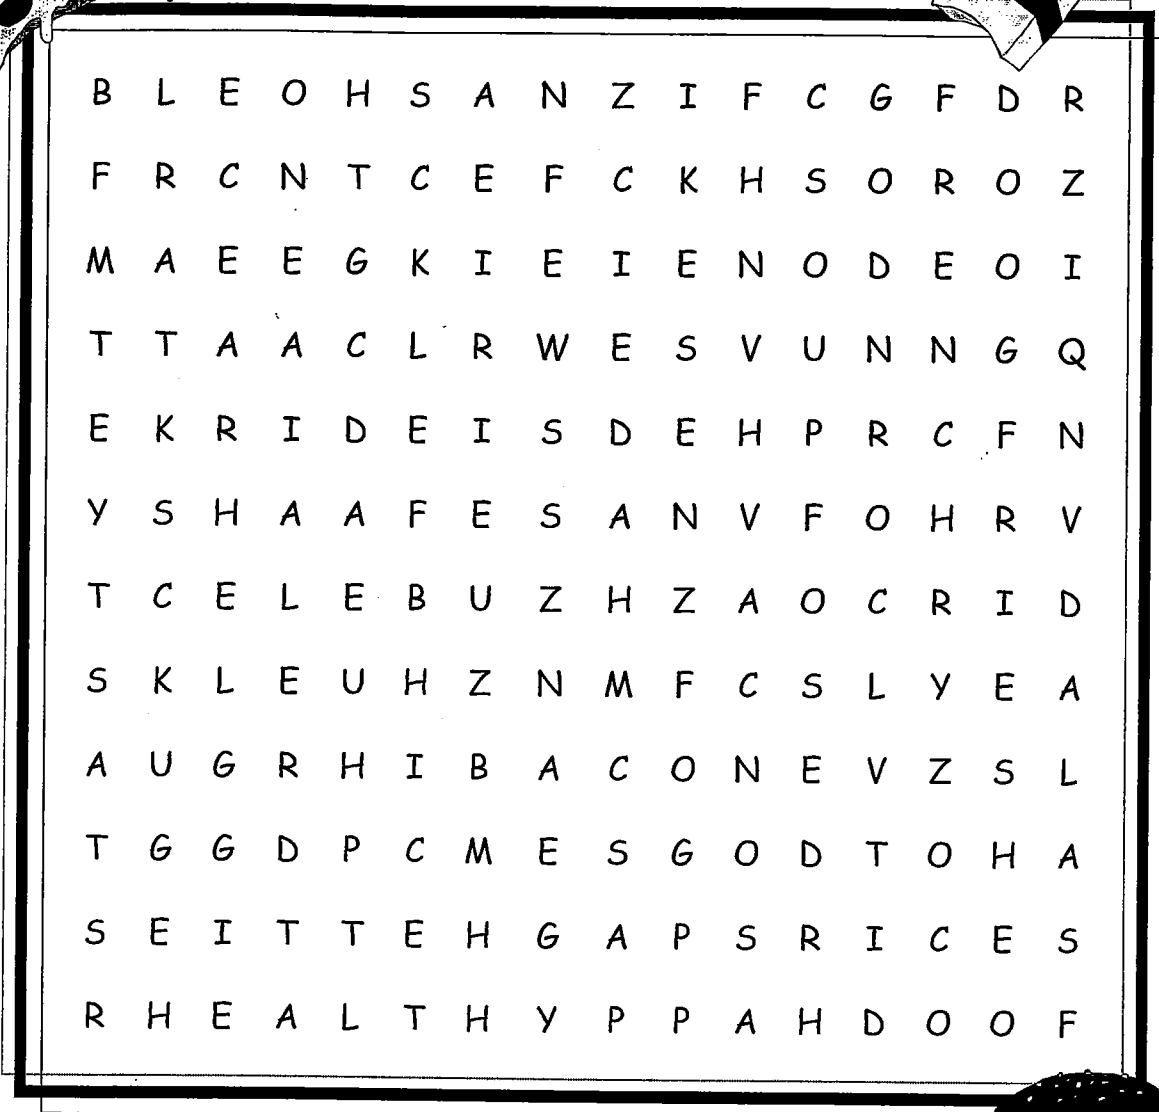 B L E O H S A N Z I F C G F D R
F R C N T C E F C K H S O R O Z
M A E E G K I E I E N O D E O I
T T A A C L R W E S V U N N G Q
E K R I D E I S D E H P R C F N
Y S H A A F E S A N V F O H R V
T C E L E B U Z H Z A O C R I D
S K L E U H Z N M F C S L Y E A
A U G R H I B A C O N E V Z S L
T G G D P C M E S G O D T O H A
S E I T T E H G A P S R I C E S
R H E A L T H Y P P A H D O O F